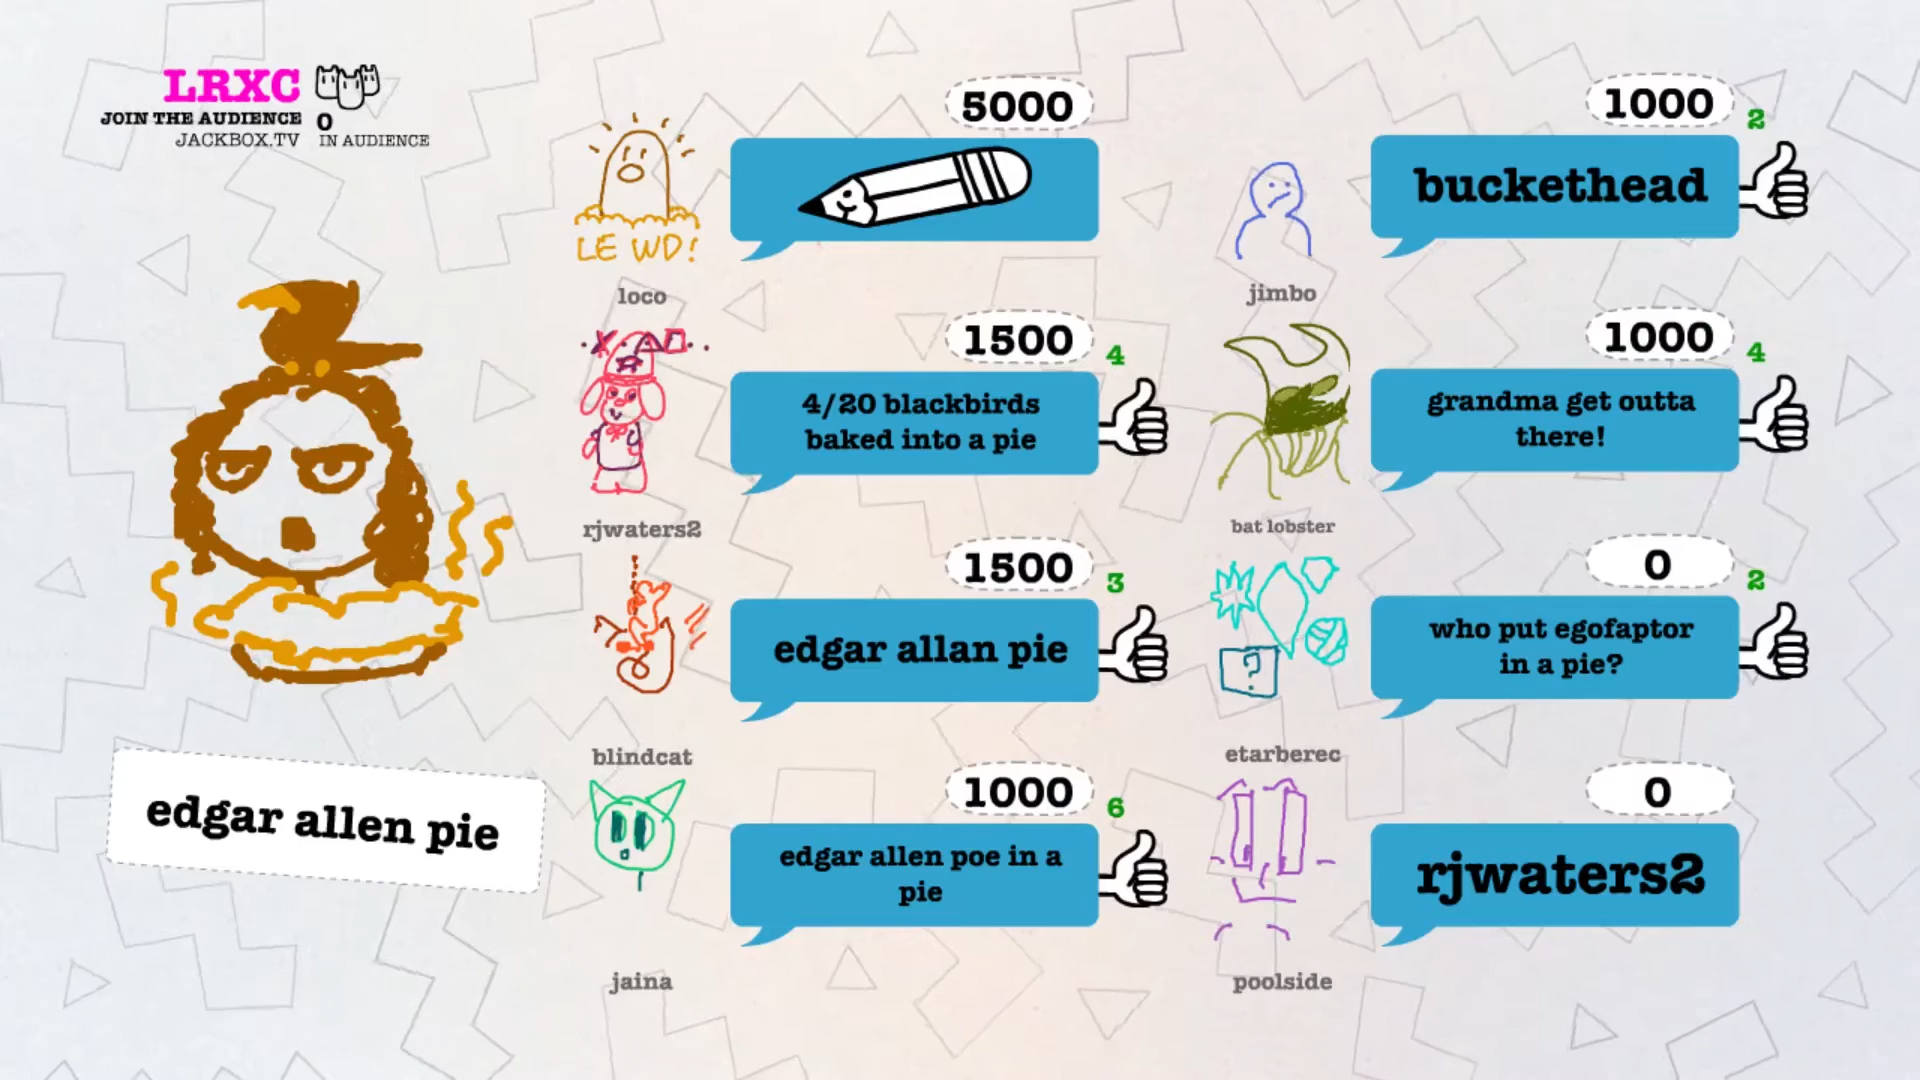 LRXC
JOIN THE AUDIENCE
JACKBOX.TV
0
IN AUDIENCE
edgar allen pie
5000
LEWD!
loco
1500
4
4/20 blackbirds
baked into a pie
rjwaters2
1500
3
edgar allan pie
blindcat
1000
6
edgar allen poe in a
pie
jaina
1000
2
buckethead
jimbo
1000
4
grandma get outta
there!
bat lobster
0
2
who put egofaptor
in a pie?
?
etarberec
0
rjwaters2
poolside